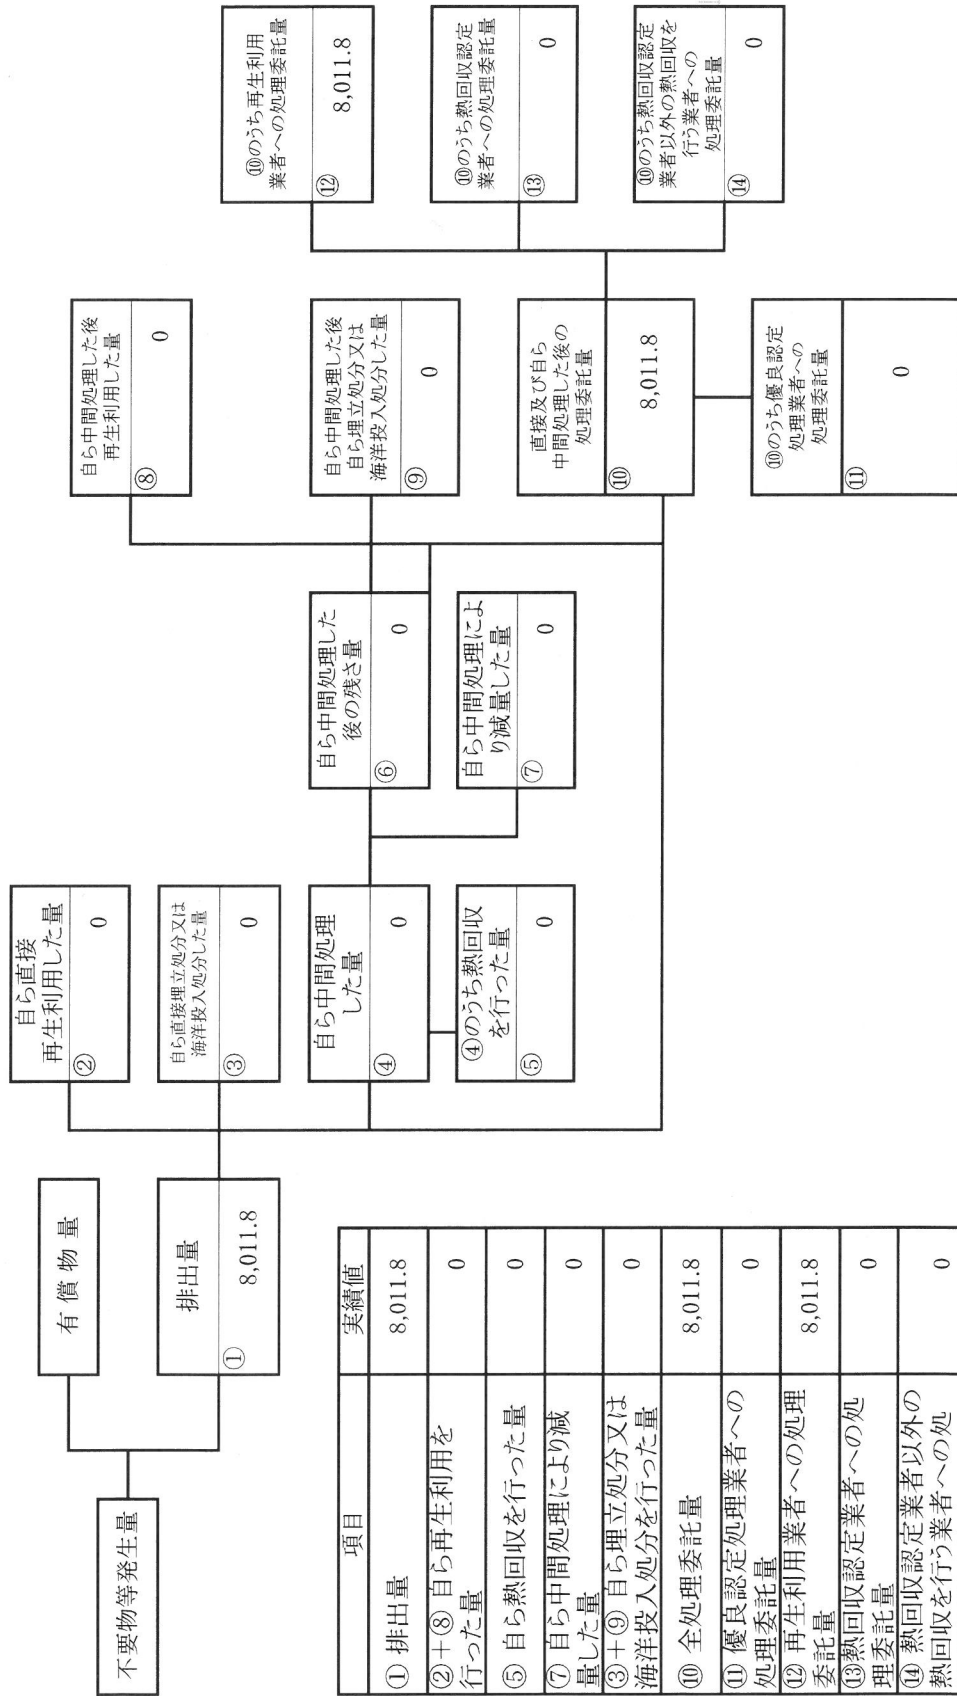 不要物等発生量
有償物量
排出量
①
8,011.8
自ら直接
再生利用した量
②
0
自ら直接埋立処分又は
海洋投入処分した量
③
0
自ら中間処理
した量
④
0
④のうち熱回収
を行った量
⑤
0
自ら中間処理した
後の残さ量
⑥
0
自ら中間処理によ
り減量した量
⑦
0
自ら中間処理した後
再生利用した量
⑧
0
自ら中間処理した後
自ら埋立処分又は
海洋投入処分した量
⑨
0
直接及び自ら
中間処理した後の
処理委託量
⑩
8,011.8
⑩のうち優良認定
処理業者への
処理委託量
⑪
0
⑩のうち再生利用
業者への処理委託量
⑫
8,011.8
⑩のうち熱回収認定
業者への処理委託量
⑬
0
⑩のうち熱回収認定
業者以外の熱回収を
行う業者への
処理委託量
⑭
0
項目 実績値
① 排出量 8,011.8
②＋⑧ 自ら再生利用を
行った量 0
⑤ 自ら熱回収を行った量 0
⑦ 自ら中間処理により減
量した量 0
③＋⑨ 自ら埋立処分又は
海洋投入処分を行った量 0
⑩ 全処理委託量 8,011.8
⑪ 優良認定処理業者への
処理委託量 0
⑫ 再生利用業者への処理
委託量 8,011.8
⑬熱回収認定業者への処
理委託量 0
⑭ 熱回収認定業者以外の
熱回収を行う業者への処 0